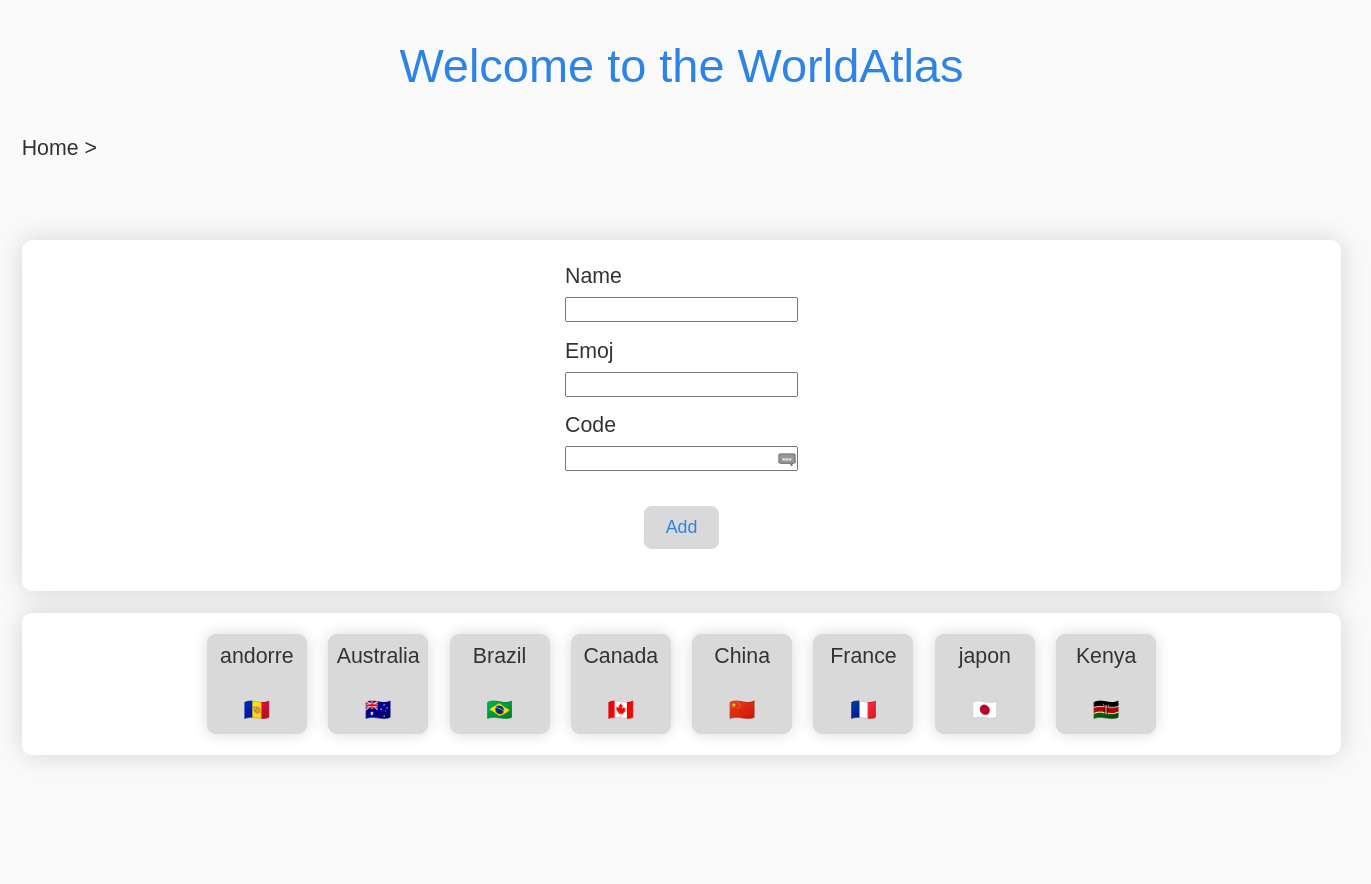 Welcome to the WorldAtlas
Home >
Name
Emoj
Code
Add
andorre Australia Brazil Canada China France japon Kenya